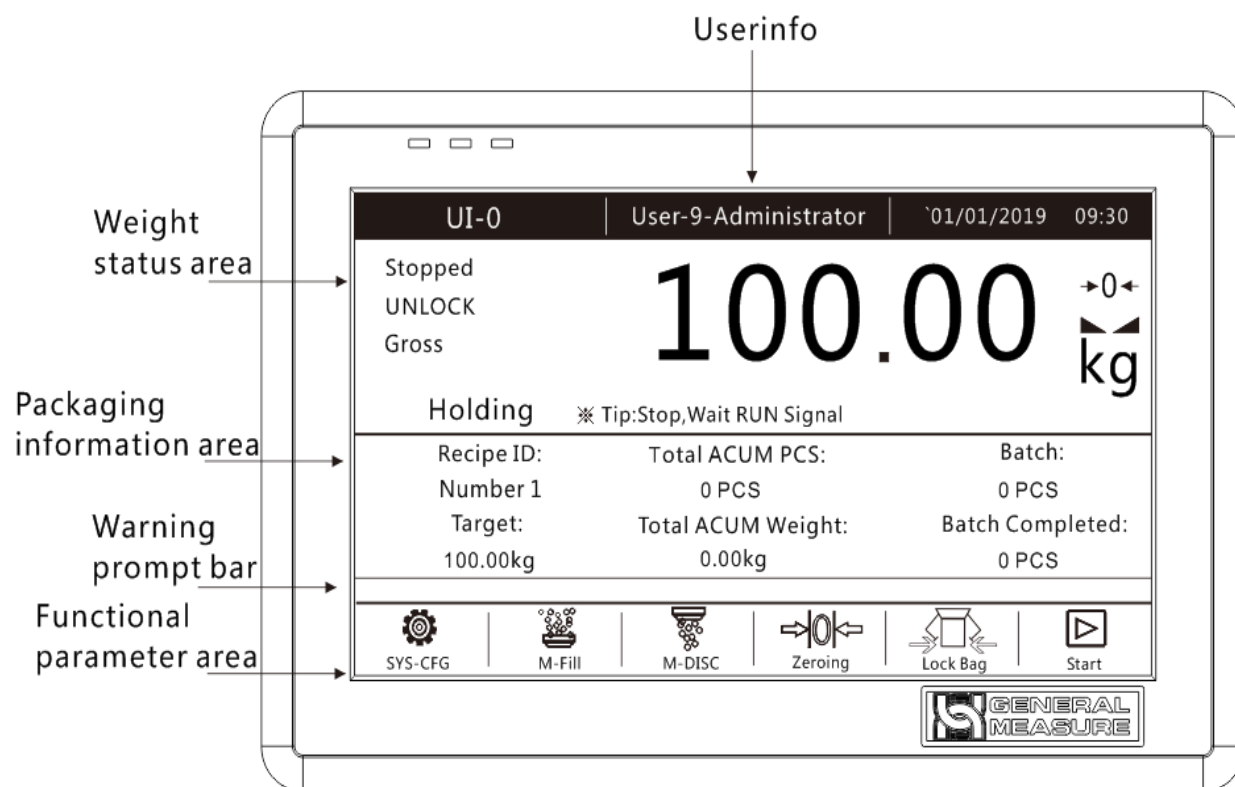 Userinfo
Weight
status area
UI-0
User-9-Administrator
`01/01/2019 09:30
Stopped
UNLOCK
Gross
100.00
→0←
kg
Holding
※ Tip:Stop,Wait RUN Signal
Packaging
information area
Recipe ID:
Total ACUM PCS:
Batch:
Number 1
0 PCS
0 PCS
Target:
Total ACUM Weight:
Batch Completed:
100.00kg
0.00kg
0 PCS
Warning
prompt bar
Functional
parameter area
SYS-CFG
M-Fill
M-DISC
0
Zeroing
Lock Bag
Start
GENERAL
MEASURE